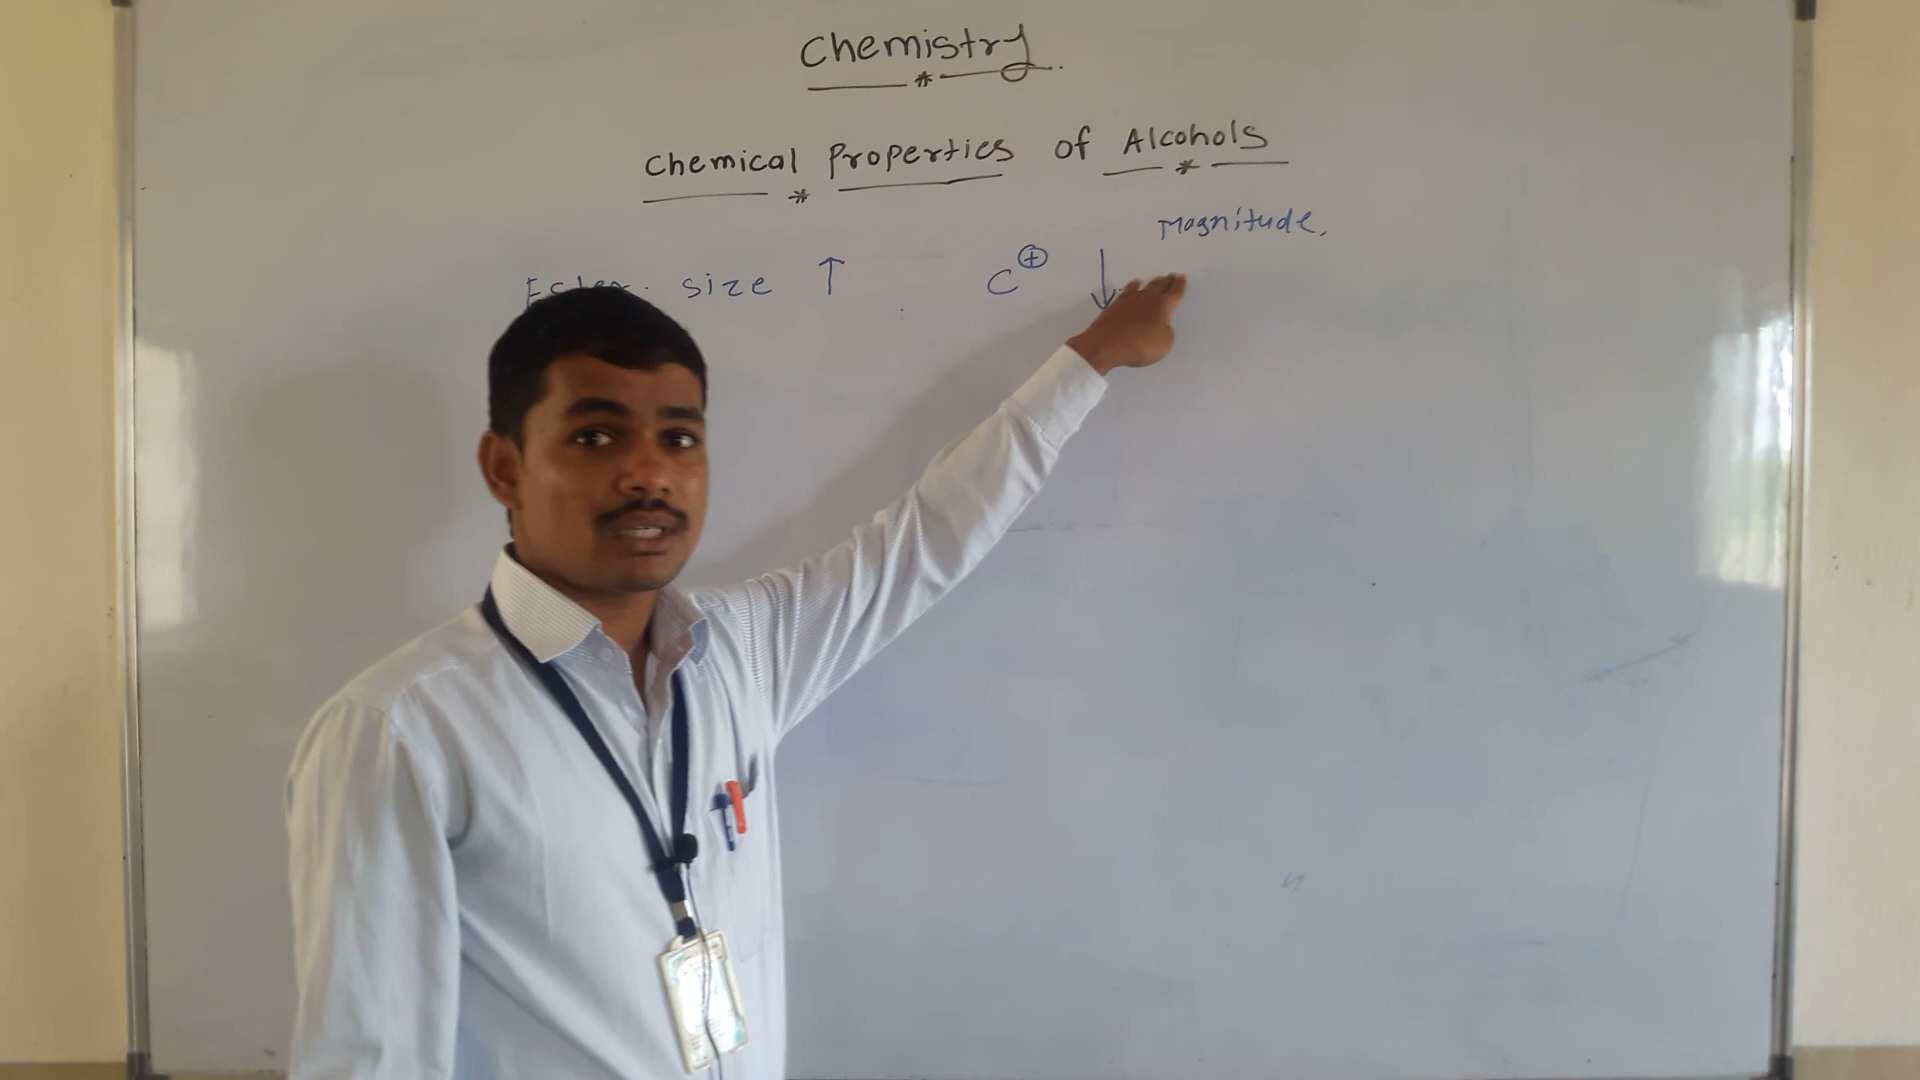 Chemistry
Chemical Properties of Alcohols
Magnitude.
size ↑ C⊕ ↓